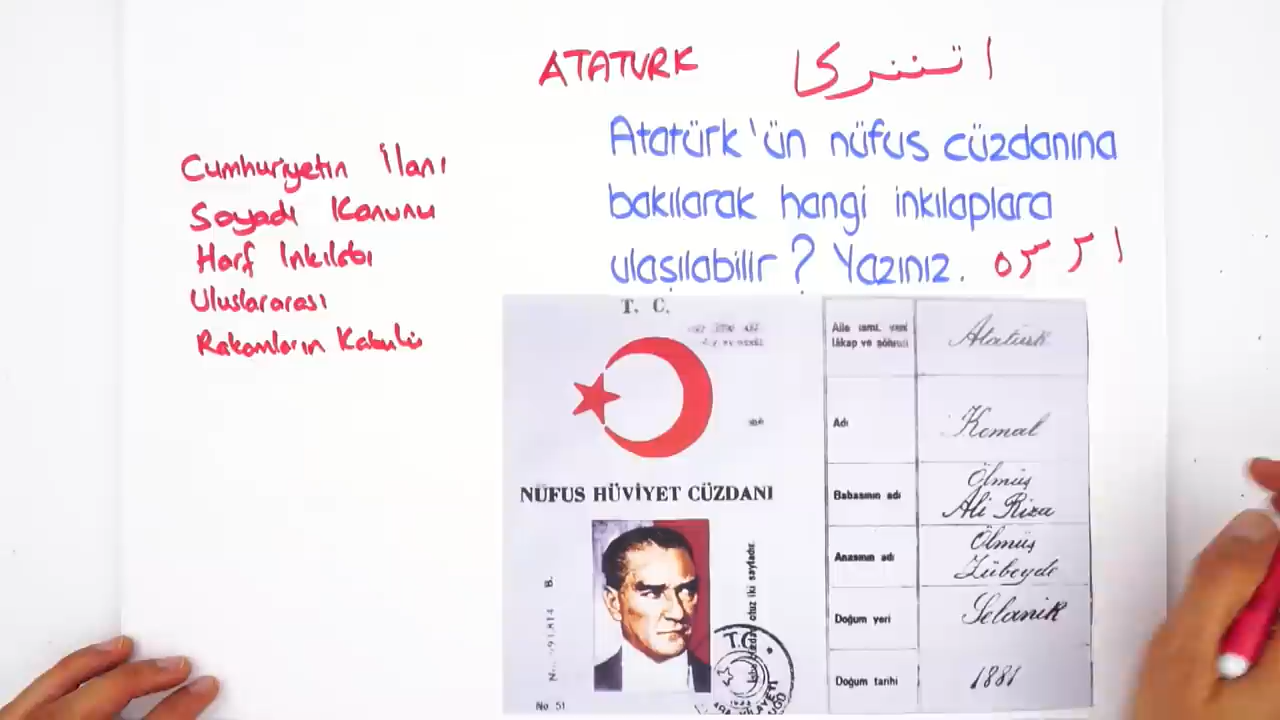 ATATURK
Atatürk'ün nüfus cüzdanına
bakılarak hangi inkılaplara
ulaşılabilir? Yazınız.
Cumhuriyetin İlanı
Soyadı Kanunu
Harf Inkılabı
Uluslararası
Rakamların Kabulü
T. C.
NÜFUS HÜVİYET CÜZDANI
No 51
T.C.
Aile ismi, yeni
lâkap ve şöhreti
Atatürk
Adı
Kemal
Babasının adı
Ölmüş
Ali Rıza
Anasının adı
Ölmüş
Zübeyde
Doğum yeri
Selanik
Doğum tarihi
1881